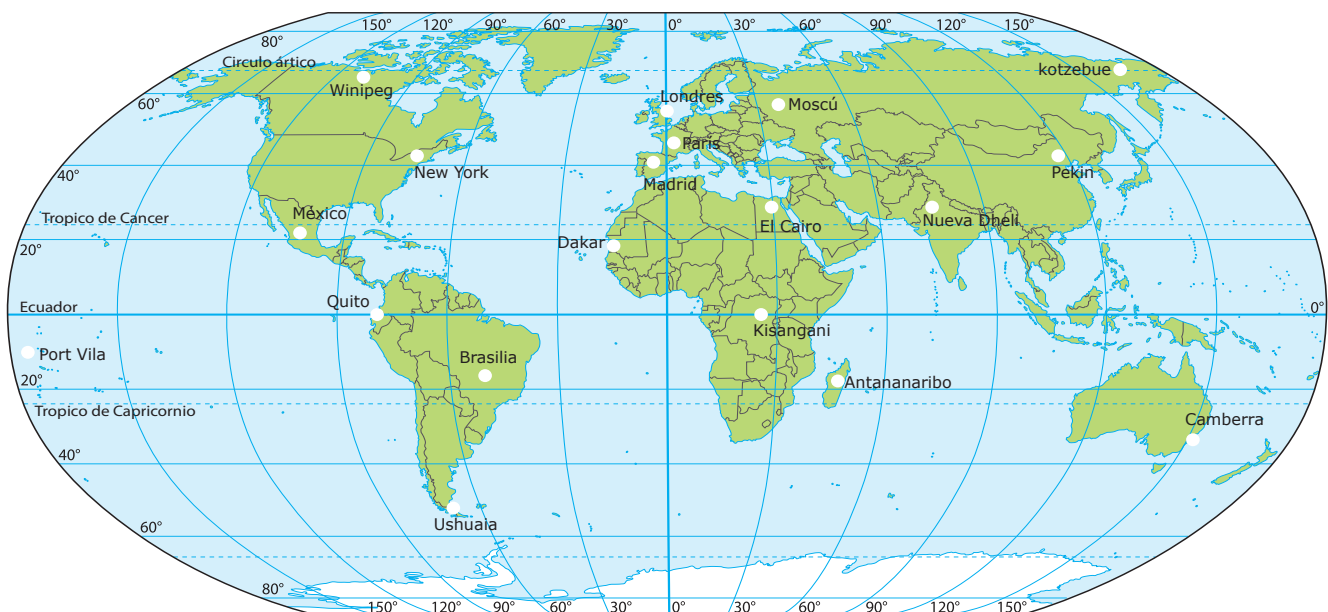 150° 120° 90° 60° 30° 0° 30° 60° 90° 120° 150°
80°
Circulo ártico
kotzebue
Winipeg
60°
Londres
Moscú
Paris
New York
Pekin
40°
Madrid
México
Tropico de Cancer
Nueva Dheli
El Cairo
Dakar
20°
Quito
Ecuador
0°
Kisangani
Port Vila
Brasilia
20°
Antananaribo
Tropico de Capricornio
Camberra
40°
Ushuaia
60°
80°
150° 120° 90° 60° 30° 0° 30° 60° 90° 120° 150°